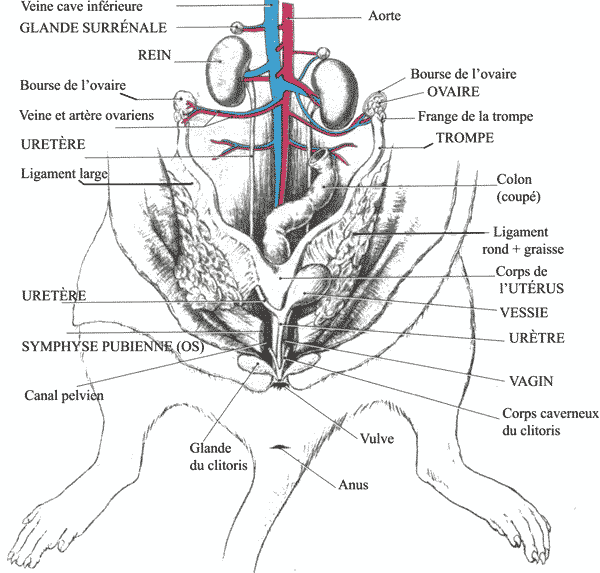 Veine cave inférieure
Aorte
GLANDE SURRÉNALE
REIN
Bourse de l'ovaire
Bourse de l'ovaire
OVAIRE
Veine et artère ovariens
Frange de la trompe
URETÈRE
TROMPE
Ligament large
Colon
(coupé)
Ligament
rond + graisse
Corps de
l'UTÉRUS
URETÈRE
VESSIE
URÈTRE
SYMPHYSE PUBIENNE (OS)
VAGIN
Canal pelvien
Corps caverneux
du clitoris
Glande
du clitoris
Vulve
Anus